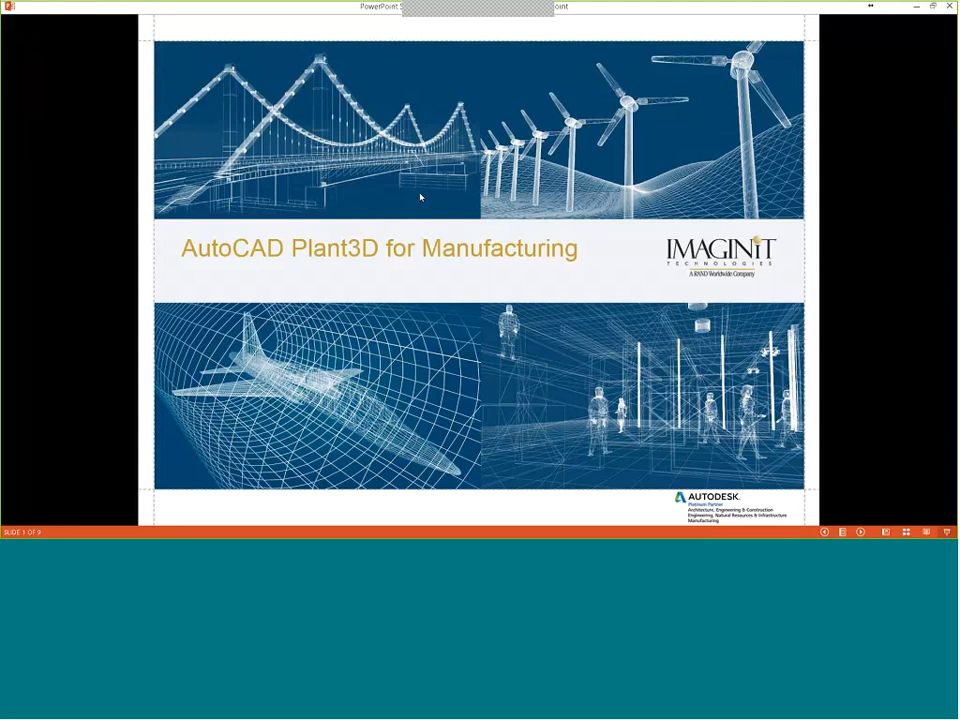 PowerPoint S
oint
AutoCAD Plant3D for Manufacturing
IMAGINiT
TECHNOLOGIES
A RAND Worldwide Company
AUTODESK.
Platinum Partner
Architecture, Engineering & Construction
Engineering, Natural Resources & Infrastructure
Manufacturing
SLIDE 1 OF 9